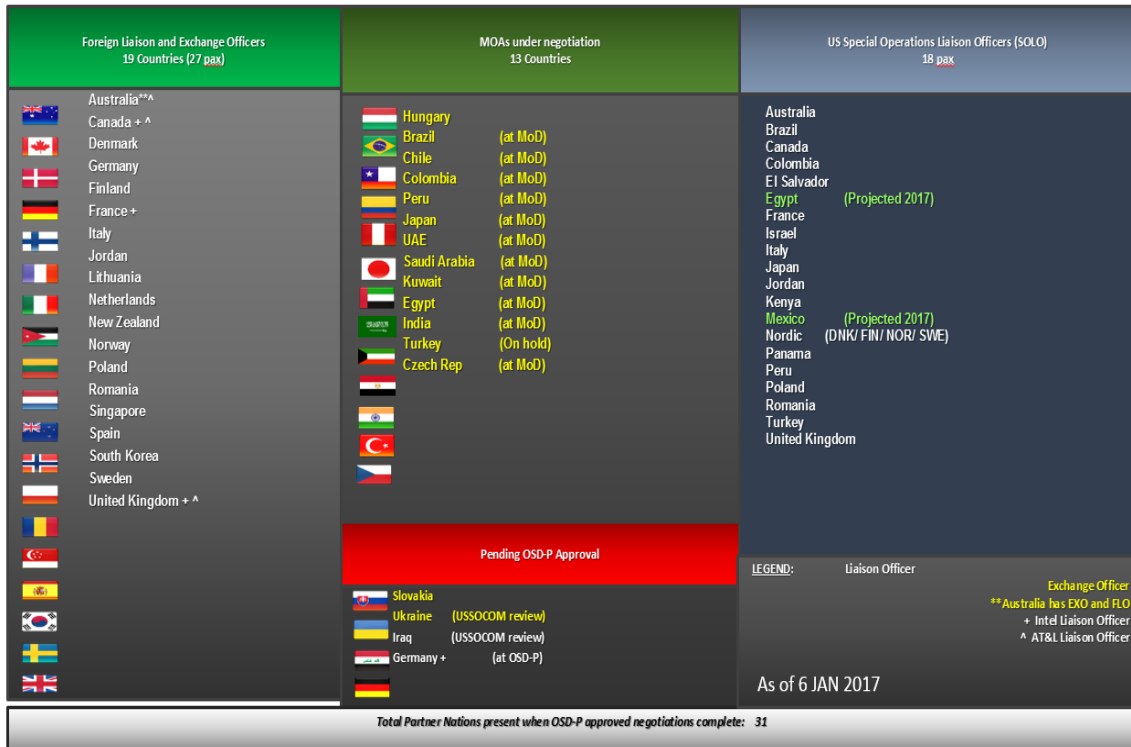 Foreign Liaison and Exchange Officers
19 Countries (27 pax)
Australia**^
Canada + ^
Denmark
Germany
Finland
France +
Italy
Jordan
Lithuania
Netherlands
New Zealand
Norway
Poland
Romania
Singapore
Spain
South Korea
Sweden
United Kingdom + ^
MOAs under negotiation
13 Countries
Hungary
Brazil (at MoD)
Chile (at MoD)
Colombia (at MoD)
Peru (at MoD)
Japan (at MoD)
UAE (at MoD)
Saudi Arabia (at MoD)
Kuwait (at MoD)
Egypt (at MoD)
India (at MoD)
Turkey (On hold)
Czech Rep (at MoD)
Pending OSD-P Approval
Slovakia
Ukraine (USSOCOM review)
Iraq (USSOCOM review)
Germany + (at OSD-P)
US Special Operations Liaison Officers (SOLO)
18 pax
Australia
Brazil
Canada
Colombia
El Salvador
Egypt (Projected 2017)
France
Israel
Italy
Japan
Jordan
Kenya
Mexico (Projected 2017)
Nordic (DNK/ FIN/ NOR/ SWE)
Panama
Peru
Poland
Romania
Turkey
United Kingdom
LEGEND: Liaison Officer
Exchange Officer
**Australia has EXO and FLO
+ Intel Liaison Officer
^ AT&L Liaison Officer
As of 6 JAN 2017
Total Partner Nations present when OSD-P approved negotiations complete: 31